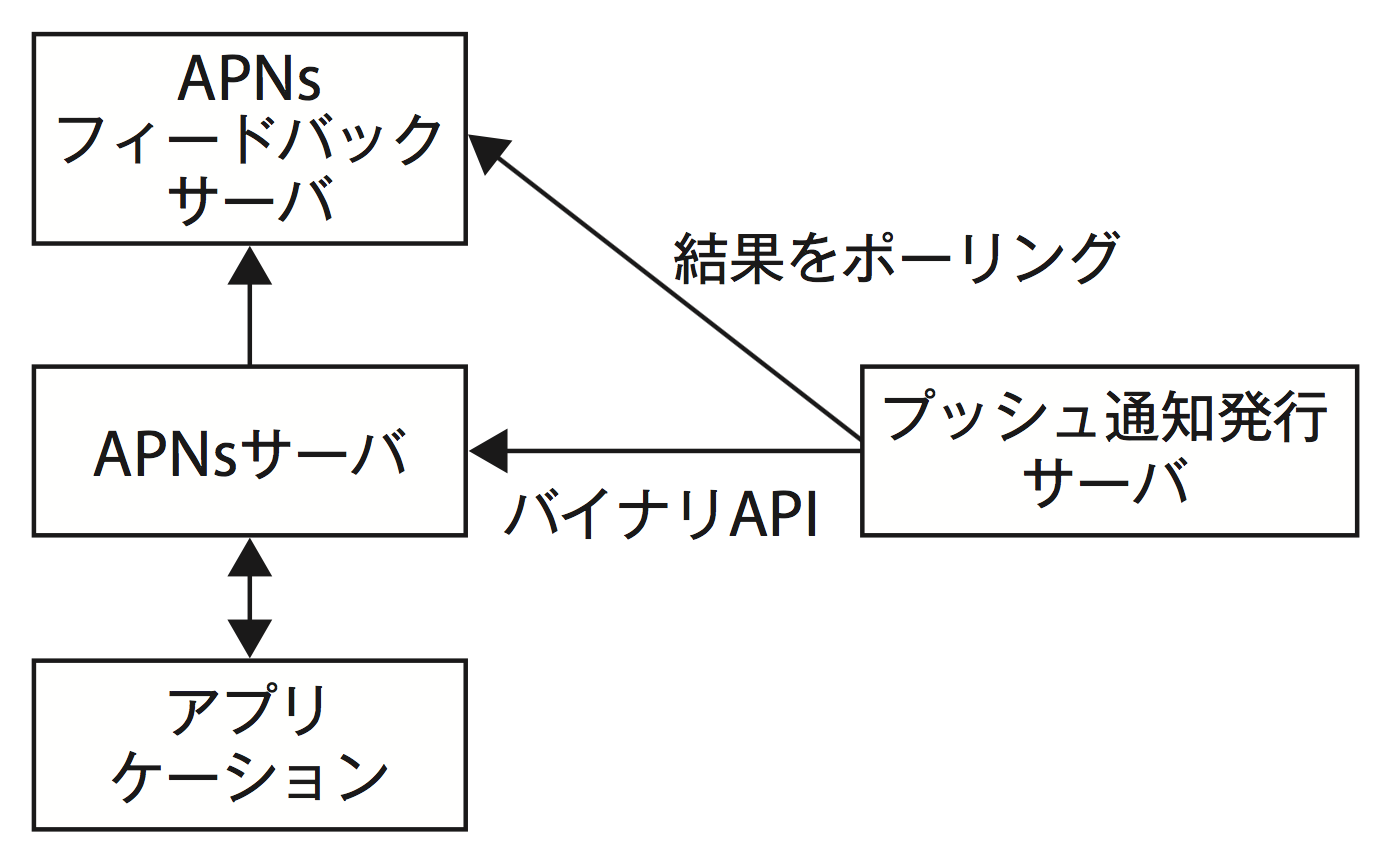 APNs
フィードバック
サーバ
結果をポーリング
APNsサーバ
バイナリAPI
プッシュ通知発行
サーバ
アプリ
ケーション